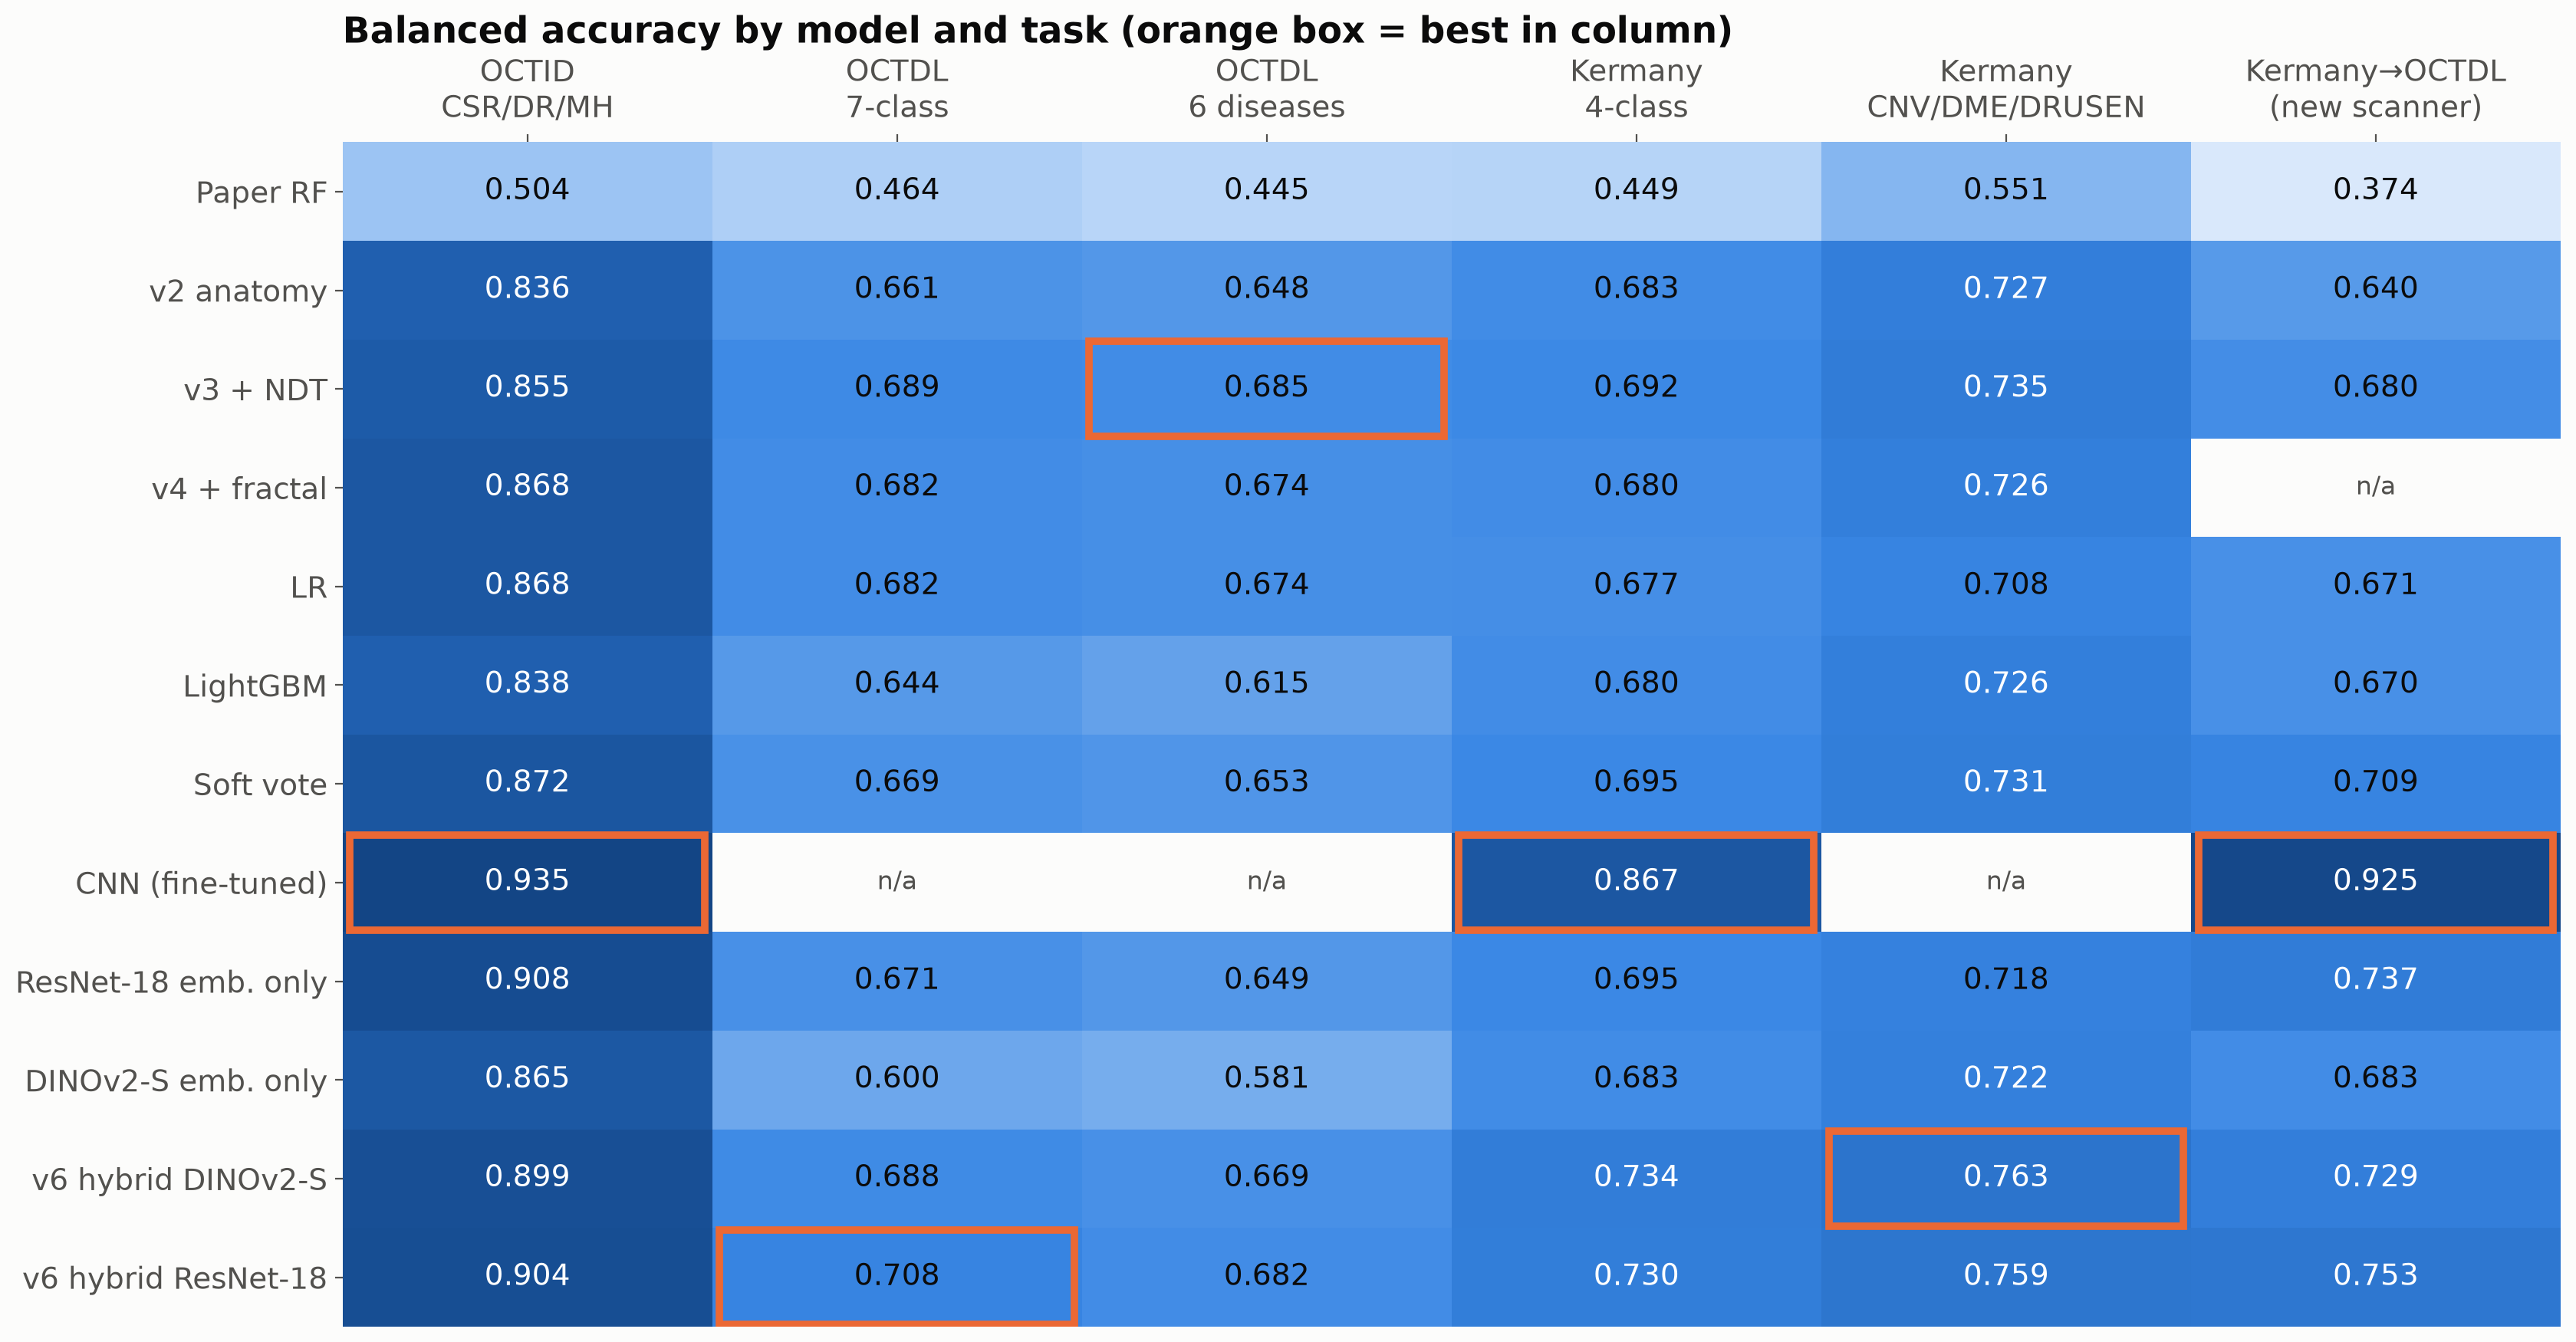 Balanced accuracy by model and task (orange box = best in column)
OCTID CSR/DR/MH
OCTDL 7-class
OCTDL 6 diseases
Kermany 4-class
Kermany CNV/DME/DRUSEN
Kermany→OCTDL (new scanner)
Paper RF 0.504 0.464 0.445 0.449 0.551 0.374
v2 anatomy 0.836 0.661 0.648 0.683 0.727 0.640
v3 + NDT 0.855 0.689 0.685 0.692 0.735 0.680
v4 + fractal 0.868 0.682 0.674 0.680 0.726 n/a
LR 0.868 0.682 0.674 0.677 0.708 0.671
LightGBM 0.838 0.644 0.615 0.680 0.726 0.670
Soft vote 0.872 0.669 0.653 0.695 0.731 0.709
CNN (fine-tuned) 0.935 n/a n/a 0.867 n/a 0.925
ResNet-18 emb. only 0.908 0.671 0.649 0.695 0.718 0.737
DINOv2-S emb. only 0.865 0.600 0.581 0.683 0.722 0.683
v6 hybrid DINOv2-S 0.899 0.688 0.669 0.734 0.763 0.729
v6 hybrid ResNet-18 0.904 0.708 0.682 0.730 0.759 0.753